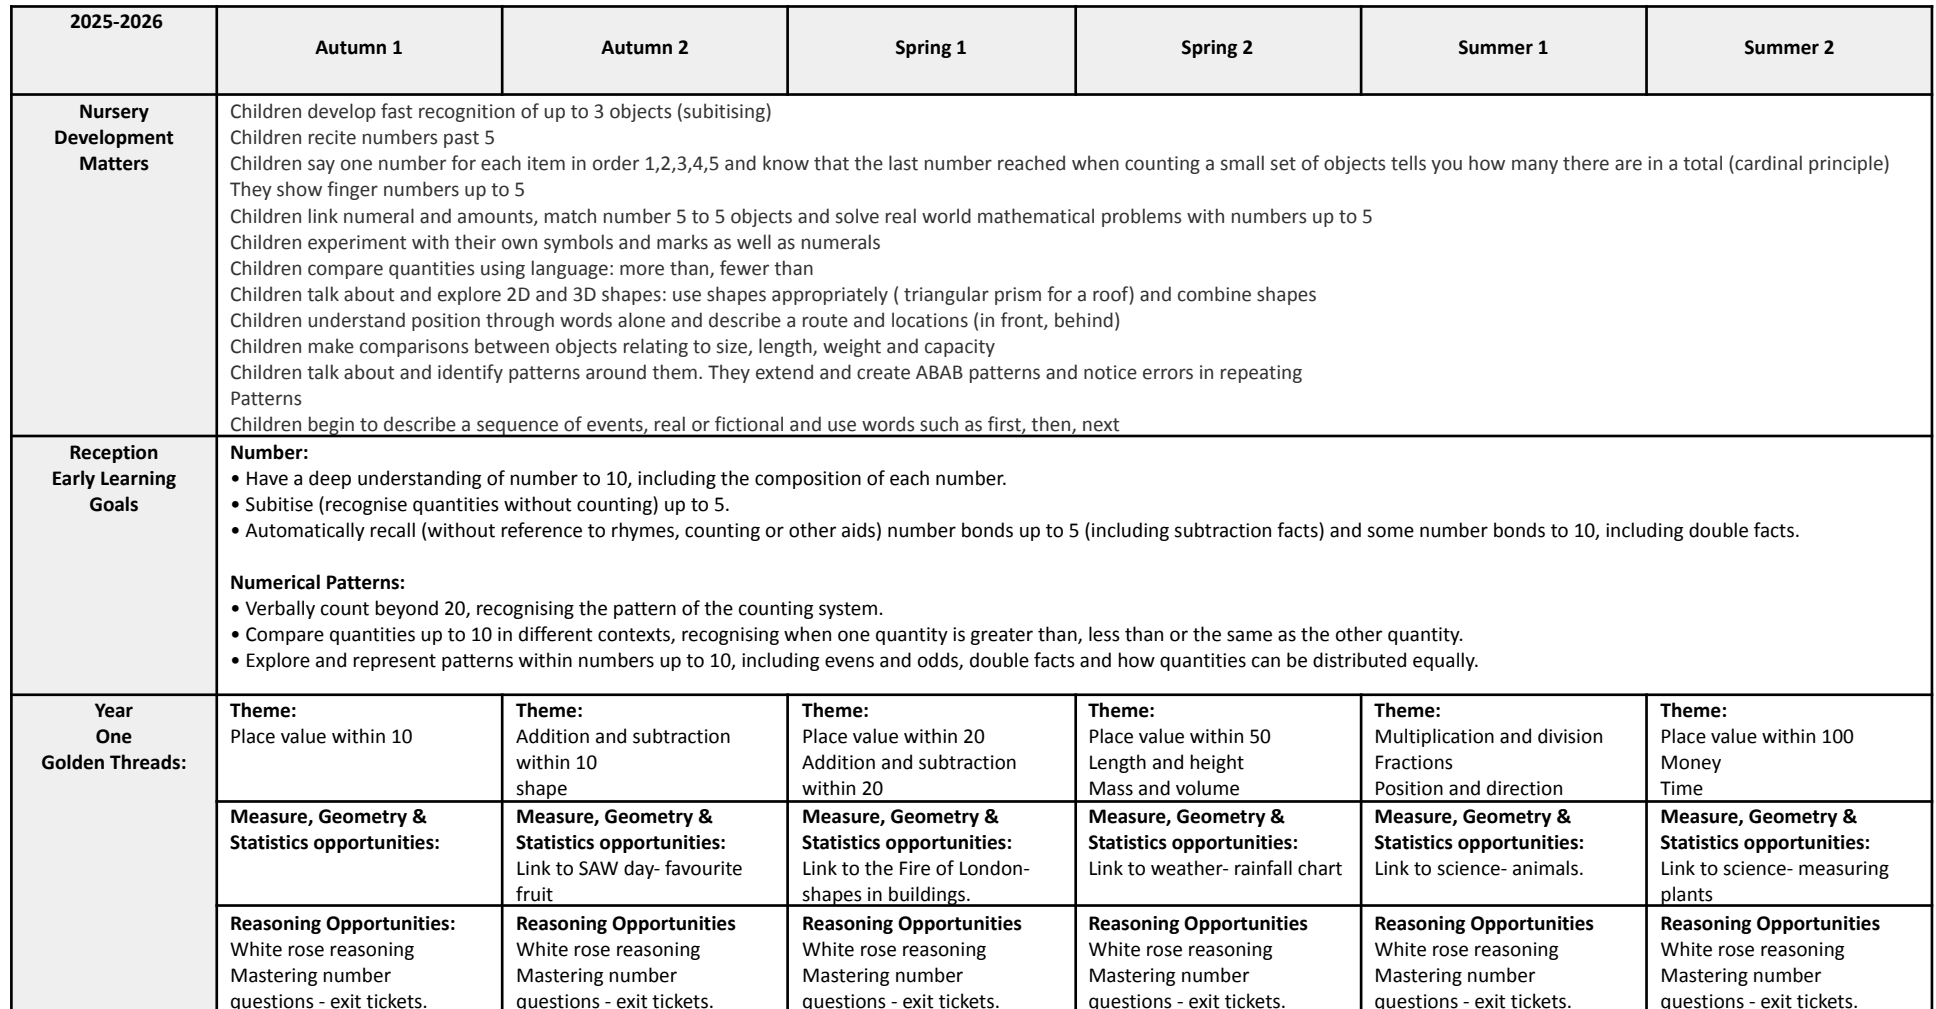 2025-2026
Autumn 1
Autumn 2
Spring 1
Spring 2
Summer 1
Summer 2
Nursery
Development
Matters
Children develop fast recognition of up to 3 objects (subitising)
Children recite numbers past 5
Children say one number for each item in order 1,2,3,4,5 and know that the last number reached when counting a small set of objects tells you how many there are in a total (cardinal principle)
They show finger numbers up to 5
Children link numeral and amounts, match number 5 to 5 objects and solve real world mathematical problems with numbers up to 5
Children experiment with their own symbols and marks as well as numerals
Children compare quantities using language: more than, fewer than
Children talk about and explore 2D and 3D shapes: use shapes appropriately ( triangular prism for a roof) and combine shapes
Children understand position through words alone and describe a route and locations (in front, behind)
Children make comparisons between objects relating to size, length, weight and capacity
Children talk about and identify patterns around them. They extend and create ABAB patterns and notice errors in repeating
Patterns
Children begin to describe a sequence of events, real or fictional and use words such as first, then, next
Reception
Early Learning
Goals
Number:
• Have a deep understanding of number to 10, including the composition of each number.
• Subitise (recognise quantities without counting) up to 5.
• Automatically recall (without reference to rhymes, counting or other aids) number bonds up to 5 (including subtraction facts) and some number bonds to 10, including double facts.
Numerical Patterns:
• Verbally count beyond 20, recognising the pattern of the counting system.
• Compare quantities up to 10 in different contexts, recognising when one quantity is greater than, less than or the same as the other quantity.
• Explore and represent patterns within numbers up to 10, including evens and odds, double facts and how quantities can be distributed equally.
Year
One
Golden Threads:
Theme:
Place value within 10
Theme:
Addition and subtraction
within 10
shape
Theme:
Place value within 20
Addition and subtraction
within 20
Theme:
Place value within 50
Length and height
Mass and volume
Theme:
Multiplication and division
Fractions
Position and direction
Theme:
Place value within 100
Money
Time
Measure, Geometry &
Statistics opportunities:
Measure, Geometry &
Statistics opportunities:
Link to SAW day- favourite
fruit
Measure, Geometry &
Statistics opportunities:
Link to the Fire of London-
shapes in buildings.
Measure, Geometry &
Statistics opportunities:
Link to weather- rainfall chart
Measure, Geometry &
Statistics opportunities:
Link to science- animals.
Measure, Geometry &
Statistics opportunities:
Link to science- measuring
plants
Reasoning Opportunities:
White rose reasoning
Mastering number
questions - exit tickets.
Reasoning Opportunities
White rose reasoning
Mastering number
questions - exit tickets.
Reasoning Opportunities
White rose reasoning
Mastering number
questions - exit tickets.
Reasoning Opportunities
White rose reasoning
Mastering number
questions - exit tickets.
Reasoning Opportunities
White rose reasoning
Mastering number
questions - exit tickets.
Reasoning Opportunities
White rose reasoning
Mastering number
questions - exit tickets.